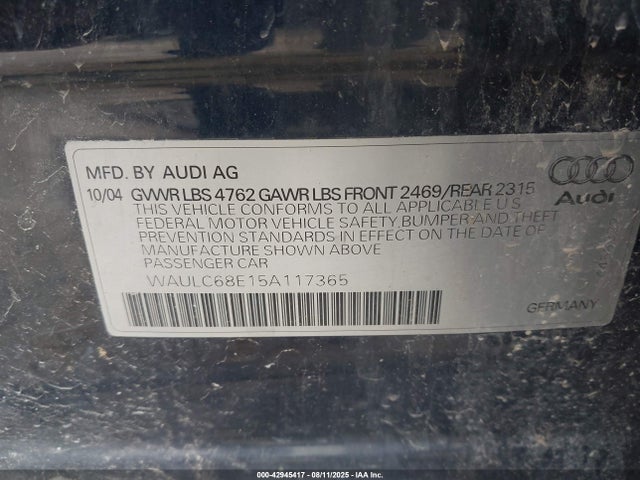 MFD. BY AUDI AG
10/04 GVWR LBS 4762 GAWR LBS FRONT 2469/REAR 2315
THIS VEHICLE CONFORMS TO ALL APPLICABLE U.S
FEDERAL MOTOR VEHICLE SAFETY, BUMPER AND THEFT
PREVENTION STANDARDS IN EFFECT ON THE DATE OF
MANUFACTURE SHOWN ABOVE
PASSENGER CAR
WAULC68E15A117365
Audi
GERMANY
000-42945417 - 08/11/2025 - IAA Inc.